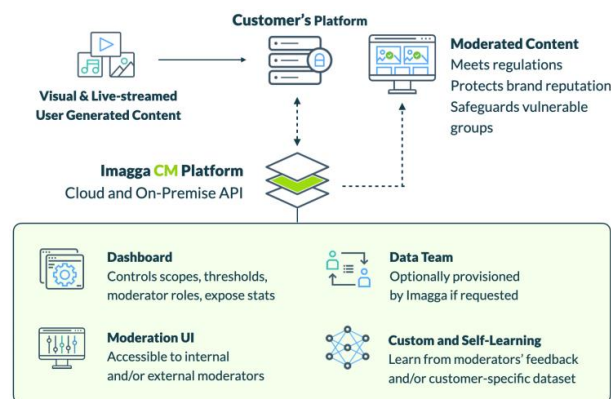 Customer's Platform
Visual & Live-streamed
User Generated Content
Moderated Content
Meets regulations
Protects brand reputation
Safeguards vulnerable
groups
Imagga CM Platform
Cloud and On-Premise API
Dashboard
Controls scopes, thresholds,
moderator roles, expose stats
Data Team
Optionally provisioned
by Imagga if requested
Moderation UI
Accessible to internal
and/or external moderators
Custom and Self-Learning
Learn from moderators' feedback
and/or customer-specific dataset